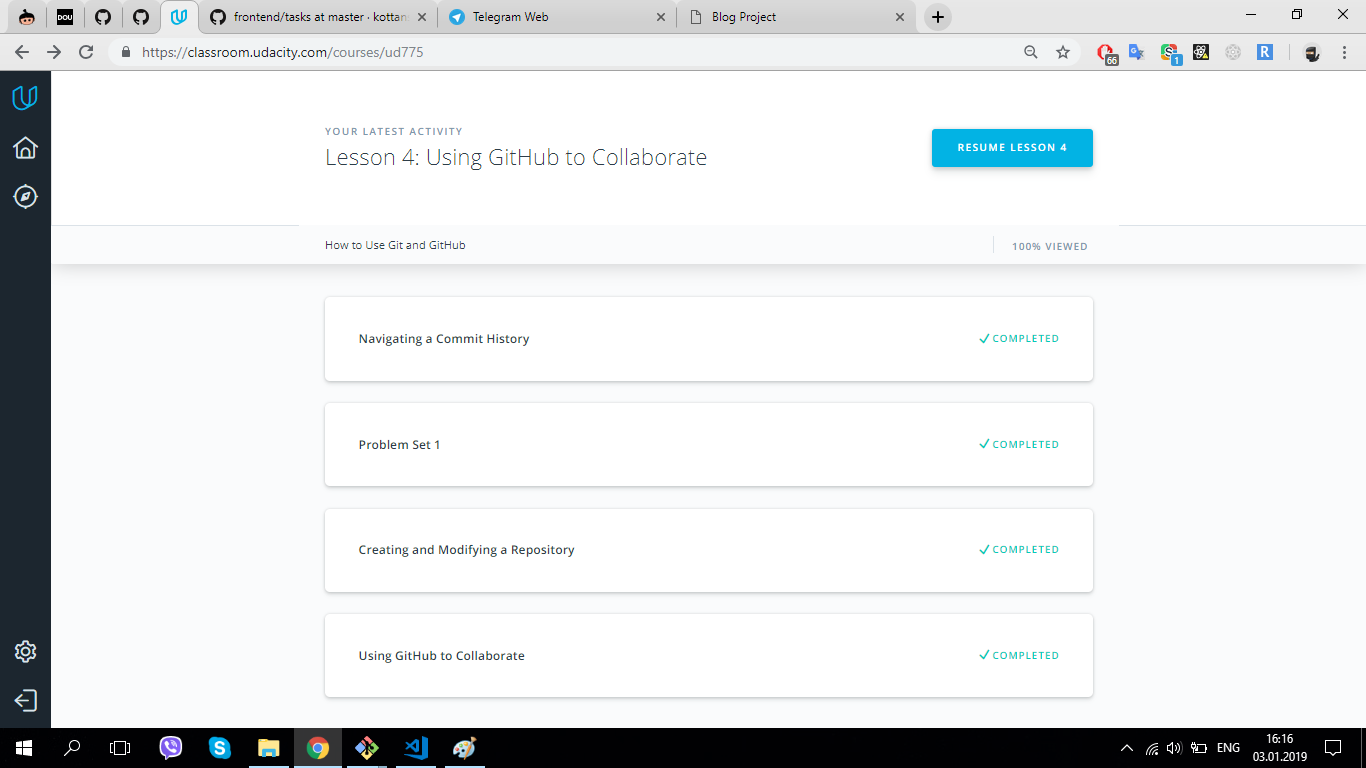 DOU
frontend/tasks at master · kottan
Telegram Web
Blog Project
https://classroom.udacity.com/courses/ud775
66
1
R
YOUR LATEST ACTIVITY
Lesson 4: Using GitHub to Collaborate
RESUME LESSON 4
How to Use Git and GitHub
100% VIEWED
Navigating a Commit History
COMPLETED
Problem Set 1
COMPLETED
Creating and Modifying a Repository
COMPLETED
Using GitHub to Collaborate
COMPLETED
ENG
16:16
03.01.2019